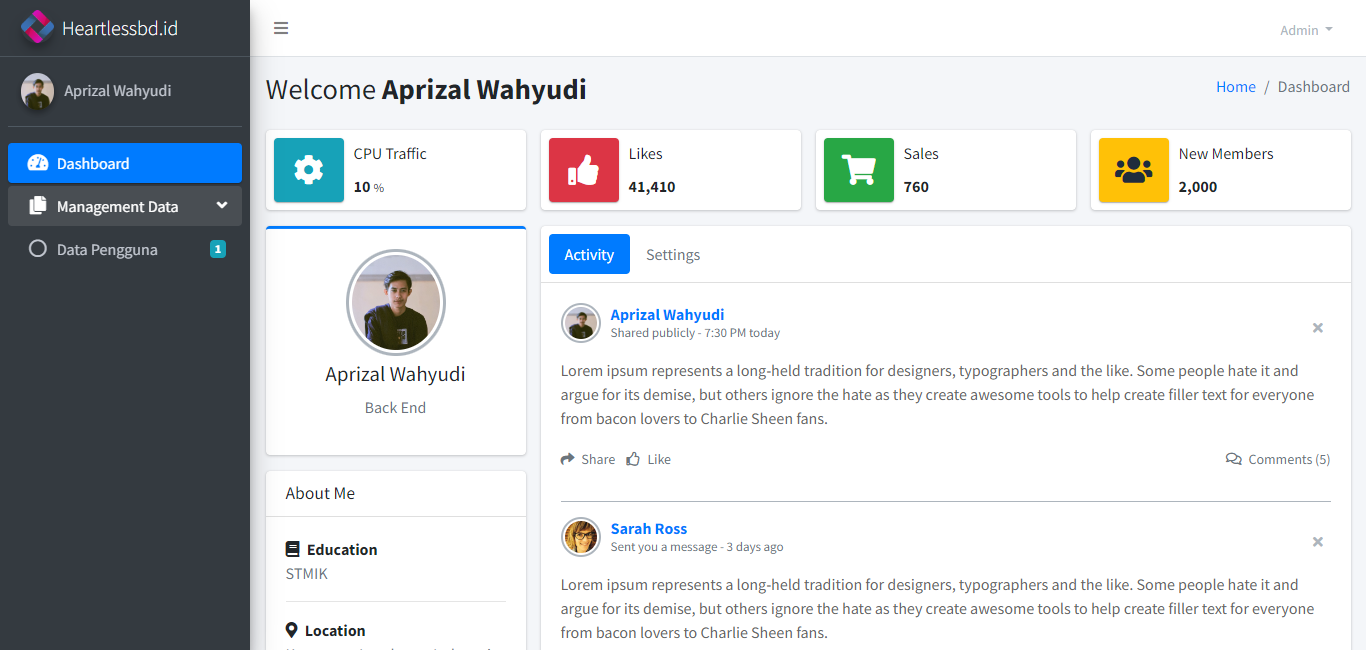 Heartlessbd.id
Admin
Aprizal Wahyudi
Dashboard
Management Data
Data Pengguna 1
Welcome Aprizal Wahyudi
Home / Dashboard
CPU Traffic
10 %
Likes
41,410
Sales
760
New Members
2,000
Aprizal Wahyudi
Back End
About Me
Education
STMIK
Location
Activity Settings
Aprizal Wahyudi
Shared publicly - 7:30 PM today
Lorem ipsum represents a long-held tradition for designers, typographers and the like. Some people hate it and
argue for its demise, but others ignore the hate as they create awesome tools to help create filler text for everyone
from bacon lovers to Charlie Sheen fans.
Share Like Comments (5)
Sarah Ross
Sent you a message - 3 days ago
Lorem ipsum represents a long-held tradition for designers, typographers and the like. Some people hate it and
argue for its demise, but others ignore the hate as they create awesome tools to help create filler text for everyone
from bacon lovers to Charlie Sheen fans.